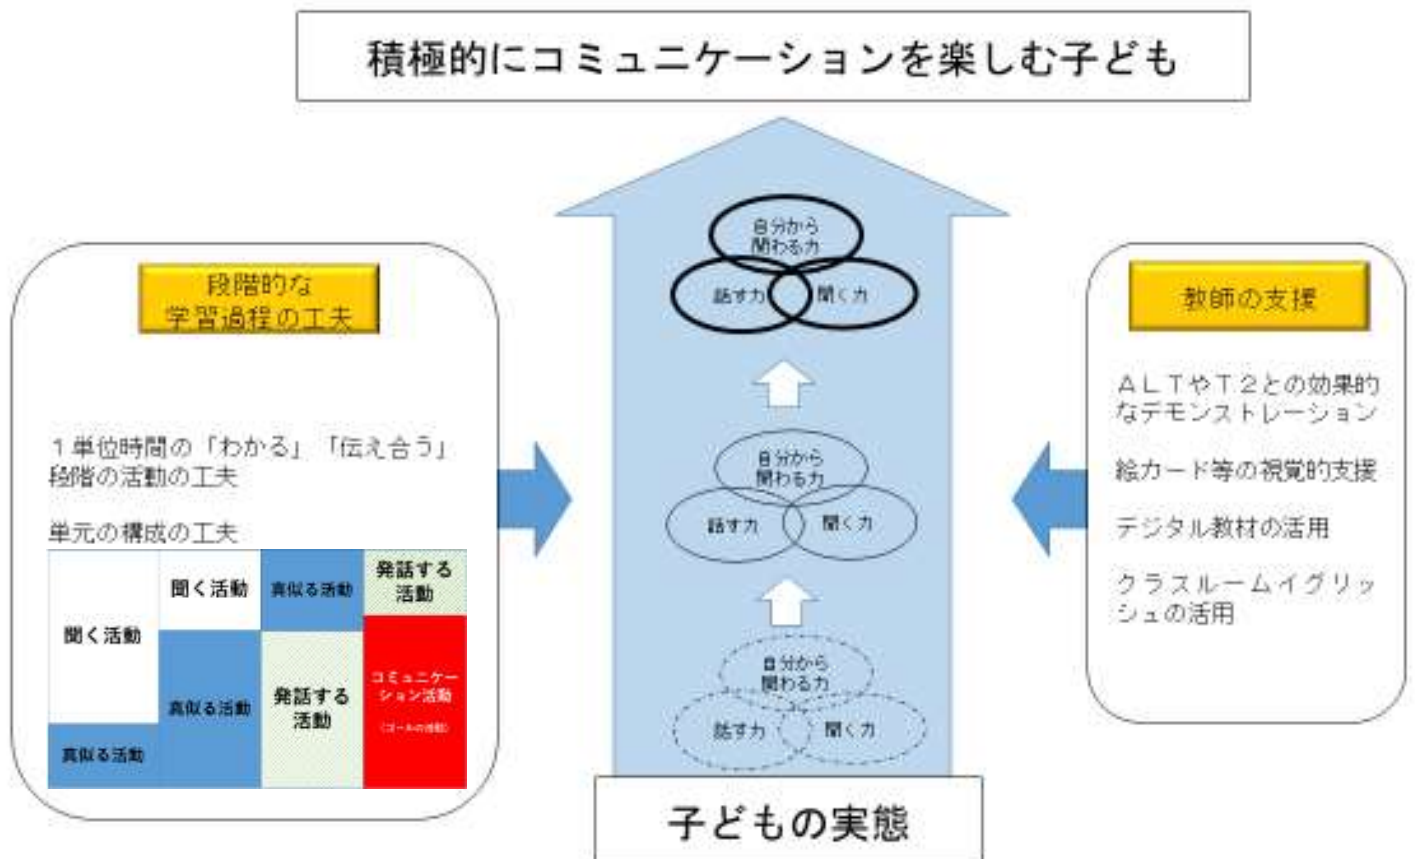 積極的にコミュニケーションを楽しむ子ども
段階的な
学習過程の工夫
１単位時間の「わかる」「伝え合う」
段階の活動の工夫
単元の構成の工夫
聞く活動
真似る活動
聞く活動
真似る活動
真似る活動
発話する
活動
発話する
活動
コミュニケー
ション活動
（ゴールの活動）
自分から
関わる力
話す力
聞く力
自分から
関わる力
話す力
聞く力
自分から
関わる力
話す力
聞く力
子どもの実態
教師の支援
ＡＬＴやＴ２との効果的
なデモンストレーション
絵カード等の視覚的支援
デジタル教材の活用
クラスルームイグリッ
シュの活用